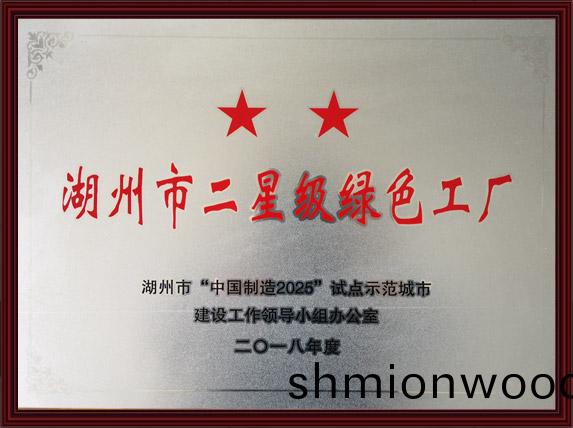 湖州市二星级绿色工厂
湖州市“中国制造2025”试点示范城市
建设工作领导小组办公室
二〇一八年度
shmionwood